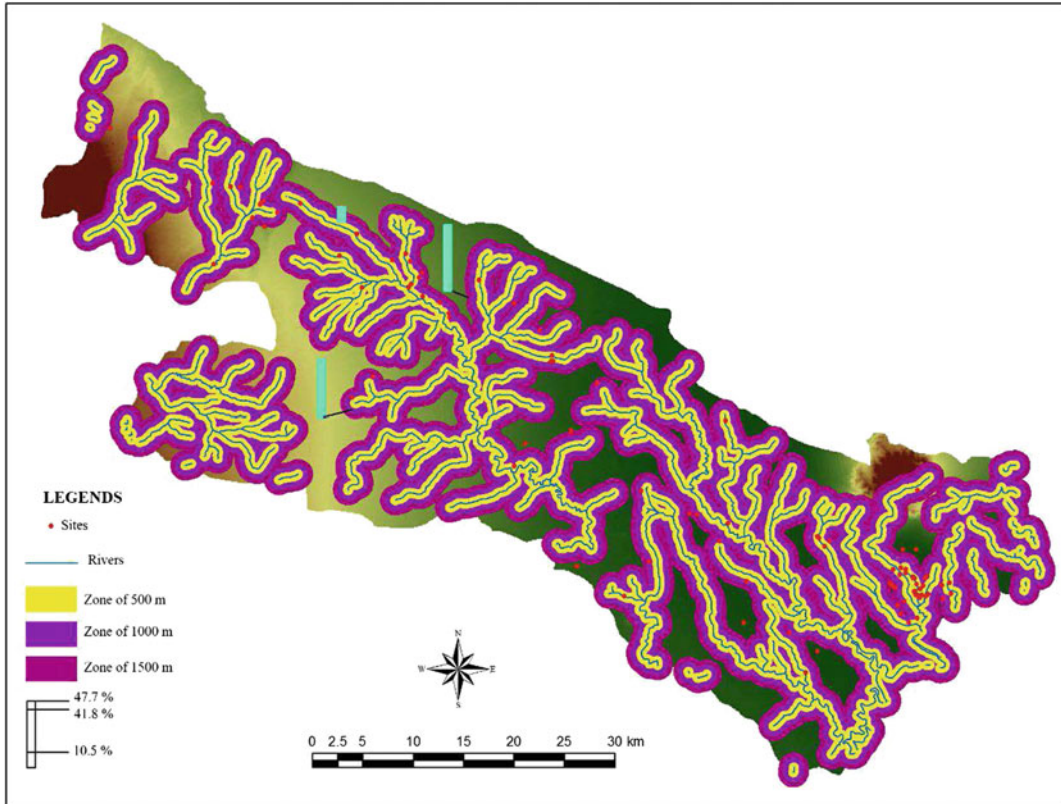 LEGENDS
Sites
Rivers
Zone of 500 m
Zone of 1000 m
Zone of 1500 m
47.7 %
41.8 %
10.5 %
N
W E
S
0 2.5 5 10 15 20 25 30 km